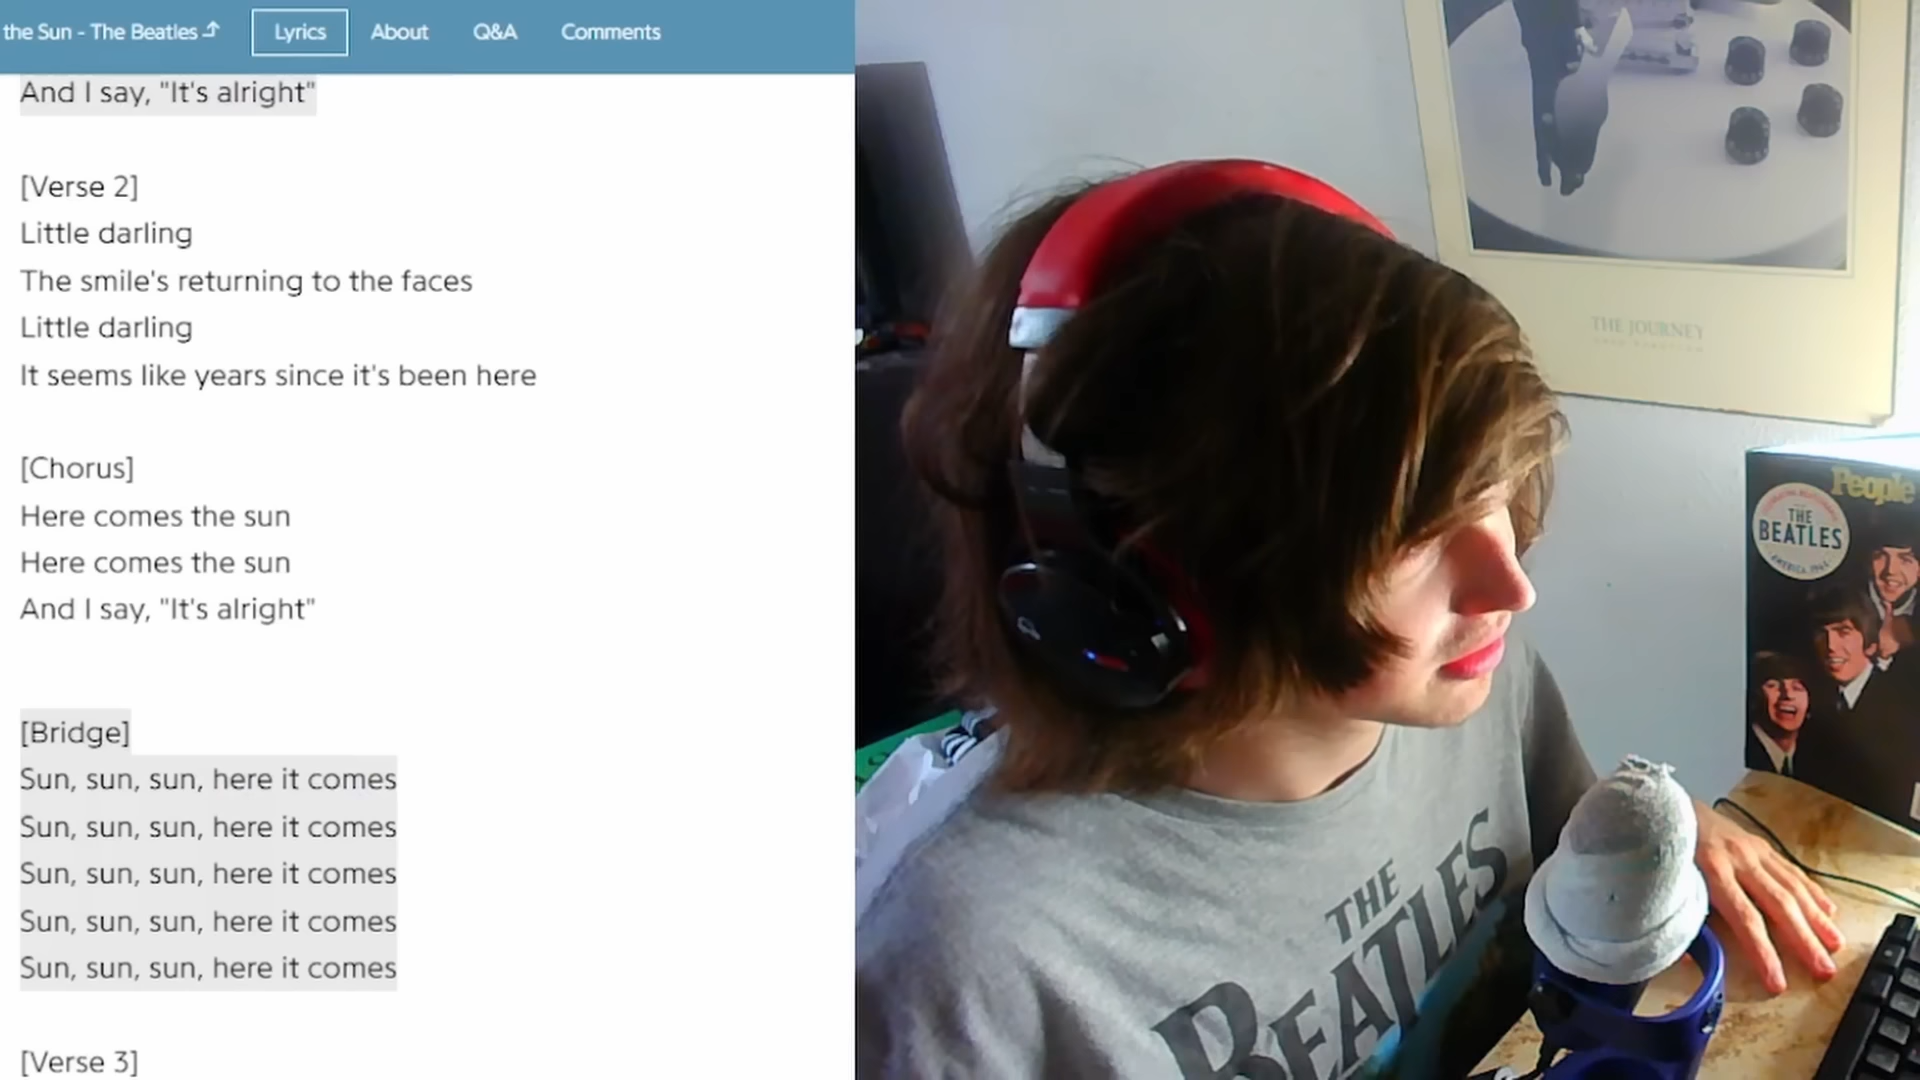 the Sun - The Beatles
Lyrics
About
Q&A
Comments
And I say, "It's alright"
[Verse 2]
Little darling
The smile's returning to the faces
Little darling
It seems like years since it's been here
[Chorus]
Here comes the sun
Here comes the sun
And I say, "It's alright"
[Bridge]
Sun, sun, sun, here it comes
Sun, sun, sun, here it comes
Sun, sun, sun, here it comes
Sun, sun, sun, here it comes
Sun, sun, sun, here it comes
[Verse 3]
THE JOURNEY
People
THE
BEATLES
THE
BEATLES